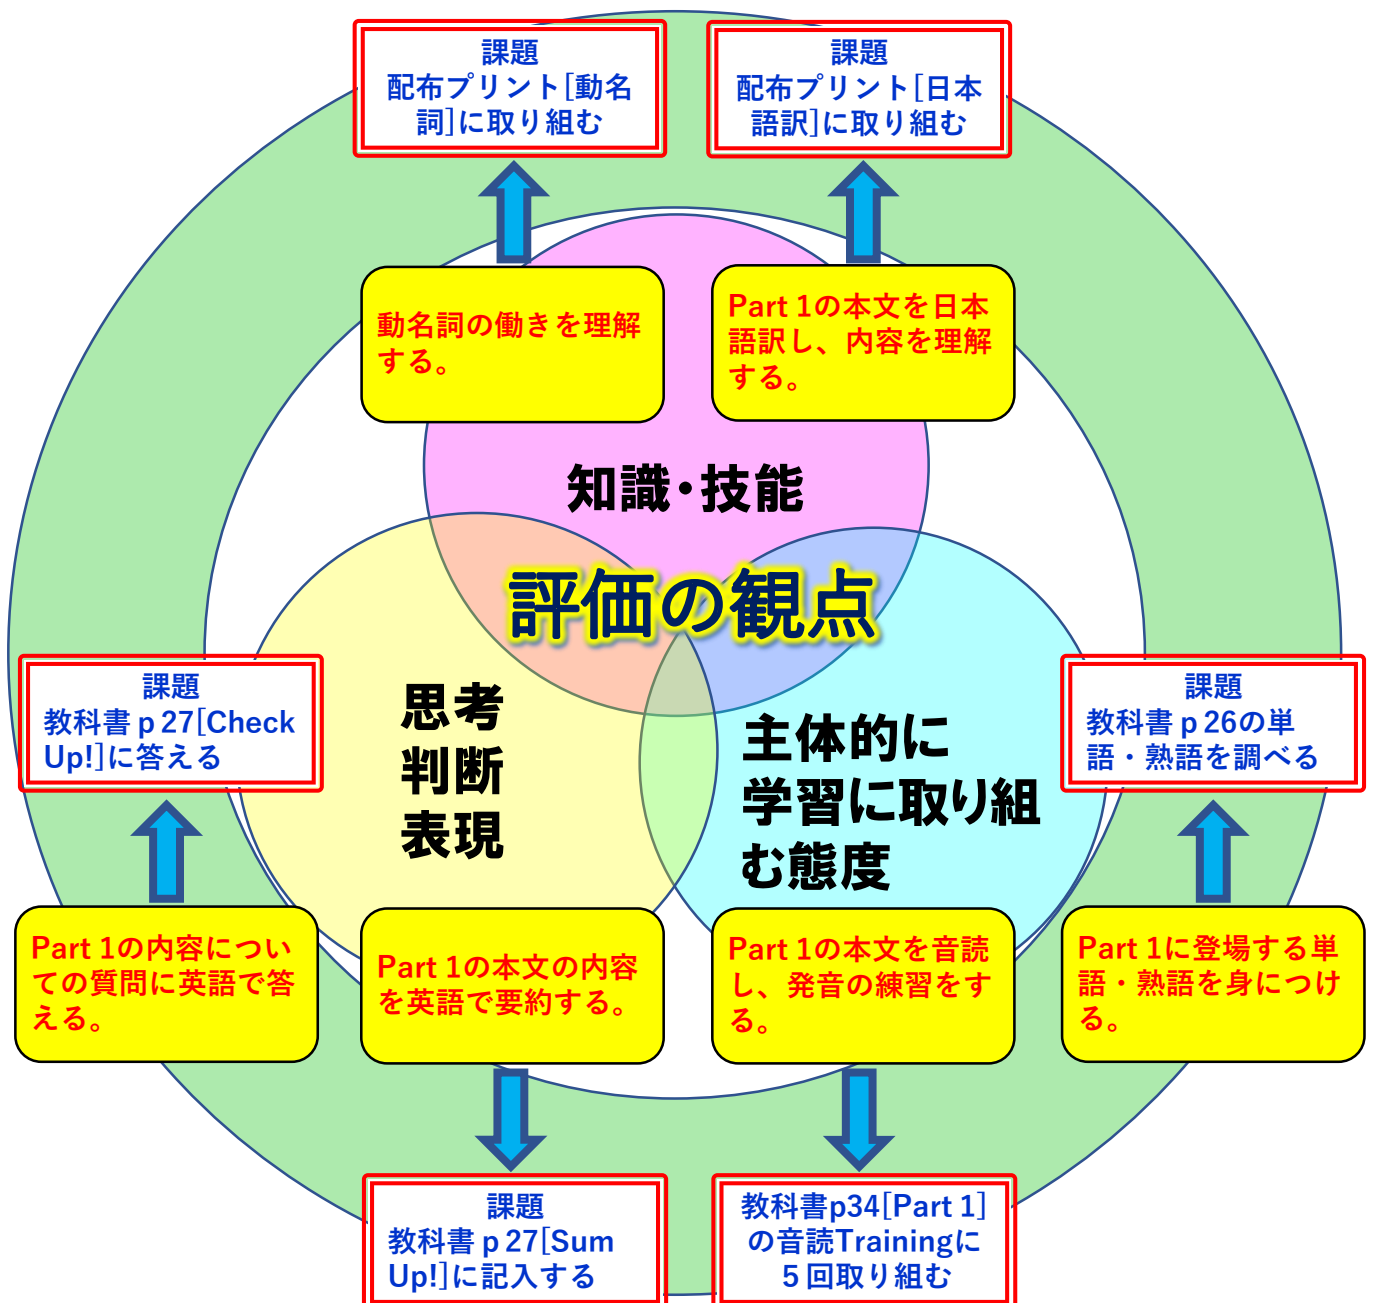 課題
配布プリント[動名
詞]に取り組む
課題
配布プリント[日本
語訳]に取り組む
動名詞の働きを理解
する。
Part 1の本文を日本
語訳し、内容を理解
する。
知識・技能
評価の観点
思考
判断
表現
主体的に
学習に取り組
む態度
課題
教科書 p 27[Check
Up!]に答える
課題
教科書 p 26の単
語・熟語を調べる
Part 1の内容につい
ての質問に英語で答
える。
Part 1の本文の内容
を英語で要約する。
Part 1の本文を音読
し、発音の練習をす
る。
Part 1に登場する単
語・熟語を身につけ
る。
課題
教科書 p 27[Sum
Up!]に記入する
教科書p34[Part 1]
の音読Trainingに
５回取り組む